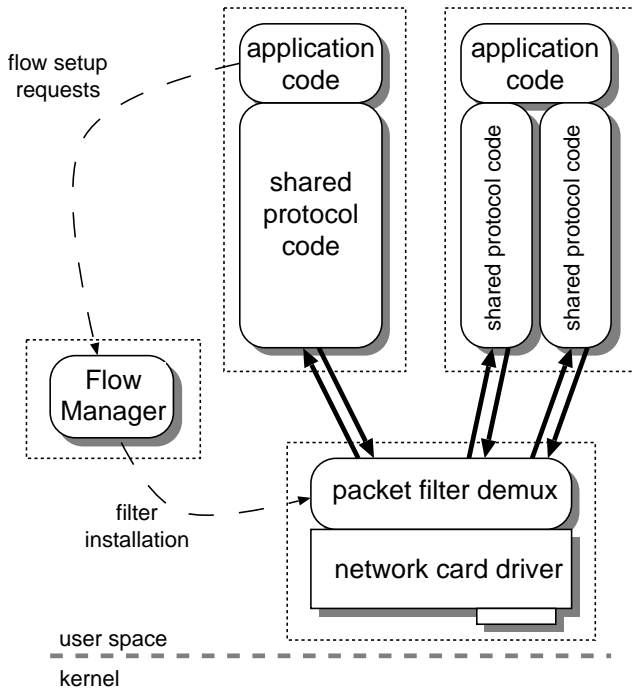 flow setup
requests
application
code
application
code
shared
protocol
code
shared protocol code
shared protocol code
Flow
Manager
filter
installation
packet filter demux
network card driver
user space
kernel